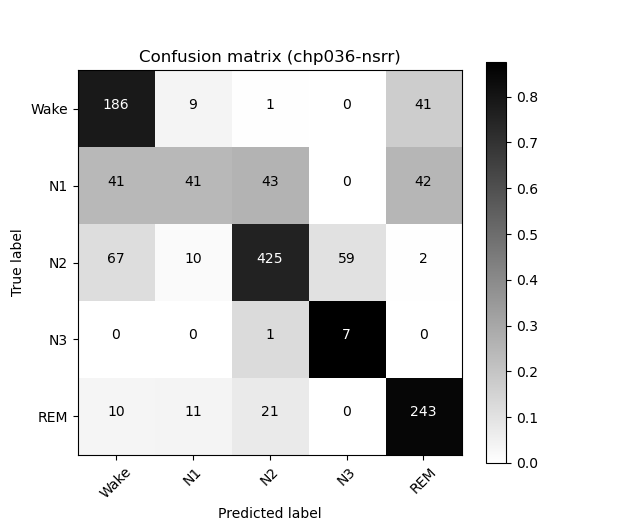 Confusion matrix (chp036-nsrr)
Wake 186 9 1 0 41
N1 41 41 43 0 42
N2 67 10 425 59 2
N3 0 0 1 7 0
REM 10 11 21 0 243
Wake N1 N2 N3 REM
Predicted label
True label
0.8
0.7
0.6
0.5
0.4
0.3
0.2
0.1
0.0